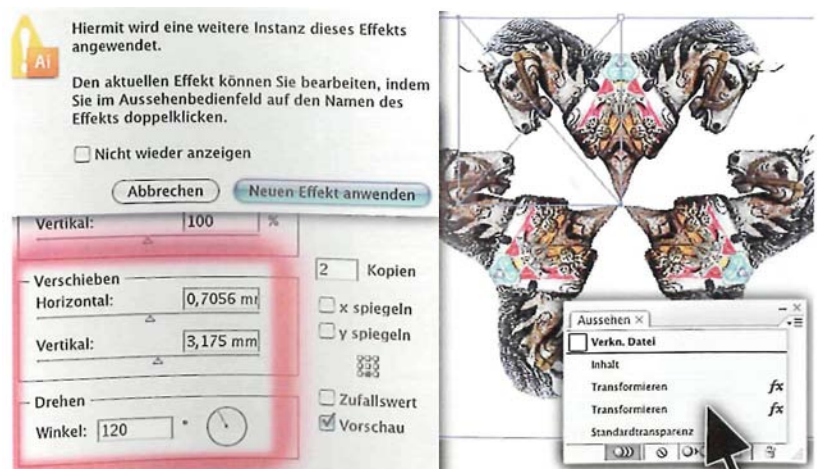 Hiermit wird eine weitere Instanz dieses Effekts
angewendet.
Den aktuellen Effekt können Sie bearbeiten, indem
Sie im Aussehenbedienfeld auf den Namen des
Effekts doppelklicken.
Ai
Nicht wieder anzeigen
Abbrechen
Neuen Effekt anwenden
Vertikal: 100 %
Verschieben
Horizontal: 0,7056 m
Vertikal: 3,175 mm
Drehen
Winkel: 120 °
2 Kopien
x spiegeln
y spiegeln
Zufallswert
Vorschau
Aussehen ×
Verkn. Datei
Inhalt
Transformieren fx
Transformieren fx
Standardtransparenz